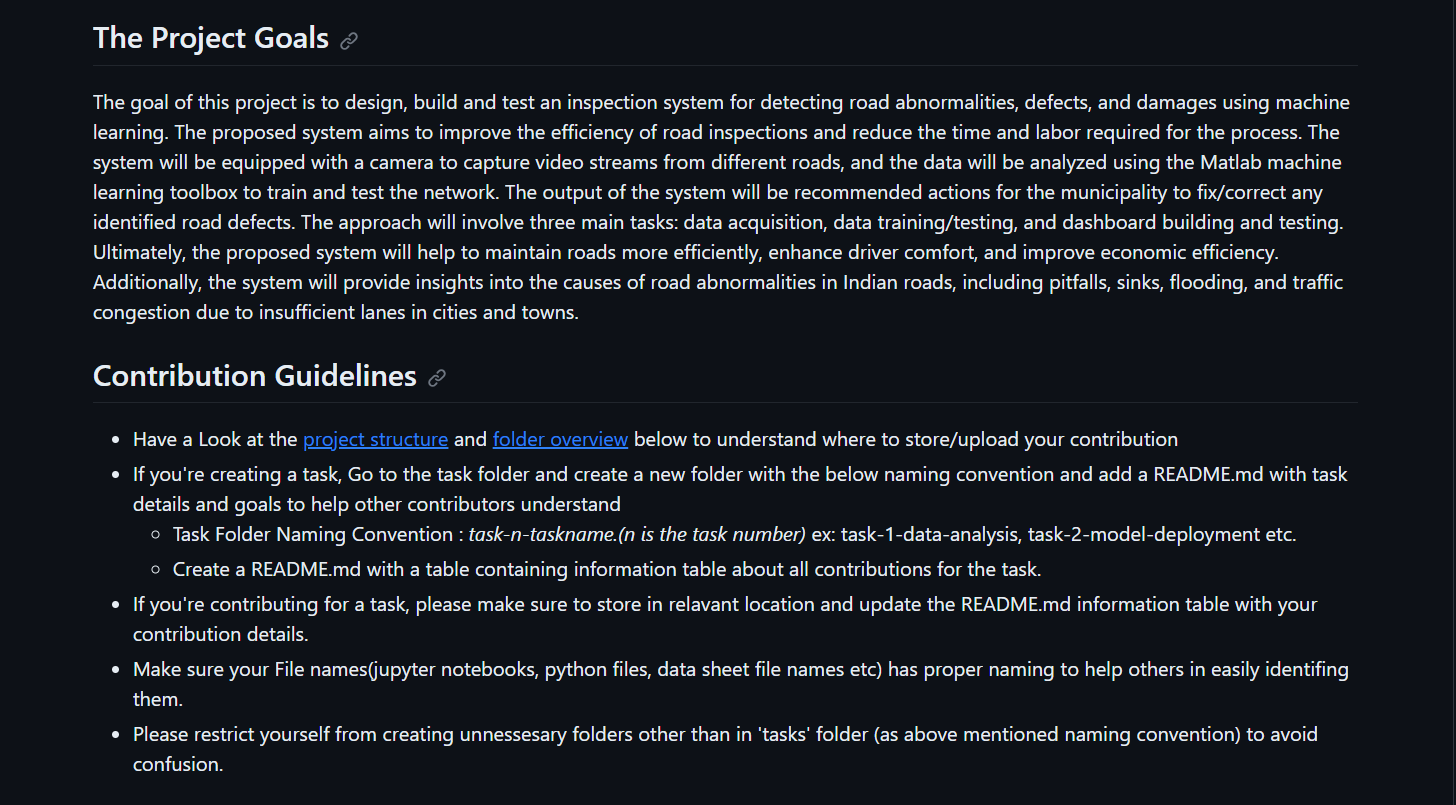 The Project Goals
The goal of this project is to design, build and test an inspection system for detecting road abnormalities, defects, and damages using machine
learning. The proposed system aims to improve the efficiency of road inspections and reduce the time and labor required for the process. The
system will be equipped with a camera to capture video streams from different roads, and the data will be analyzed using the Matlab machine
learning toolbox to train and test the network. The output of the system will be recommended actions for the municipality to fix/correct any
identified road defects. The approach will involve three main tasks: data acquisition, data training/testing, and dashboard building and testing.
Ultimately, the proposed system will help to maintain roads more efficiently, enhance driver comfort, and improve economic efficiency.
Additionally, the system will provide insights into the causes of road abnormalities in Indian roads, including pitfalls, sinks, flooding, and traffic
congestion due to insufficient lanes in cities and towns.
Contribution Guidelines
• Have a Look at the project structure and folder overview below to understand where to store/upload your contribution
• If you're creating a task, Go to the task folder and create a new folder with the below naming convention and add a README.md with task
details and goals to help other contributors understand
◦ Task Folder Naming Convention : task-n-taskname.(n is the task number) ex: task-1-data-analysis, task-2-model-deployment etc.
◦ Create a README.md with a table containing information table about all contributions for the task.
• If you're contributing for a task, please make sure to store in relavant location and update the README.md information table with your
contribution details.
• Make sure your File names(jupyter notebooks, python files, data sheet file names etc) has proper naming to help others in easily identifing
them.
• Please restrict yourself from creating unnessesary folders other than in 'tasks' folder (as above mentioned naming convention) to avoid
confusion.